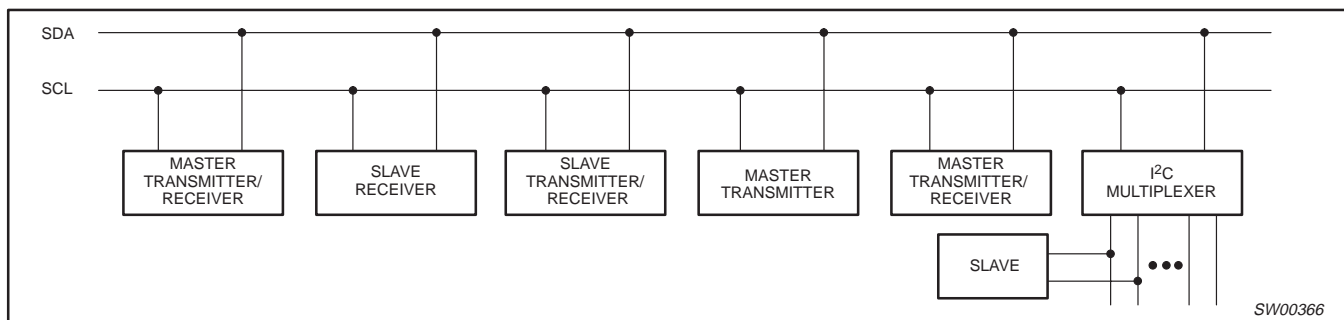 SDA
SCL
MASTER
TRANSMITTER/
RECEIVER
SLAVE
RECEIVER
SLAVE
TRANSMITTER/
RECEIVER
MASTER
TRANSMITTER
MASTER
TRANSMITTER/
RECEIVER
I²C
MULTIPLEXER
SLAVE
SW00366